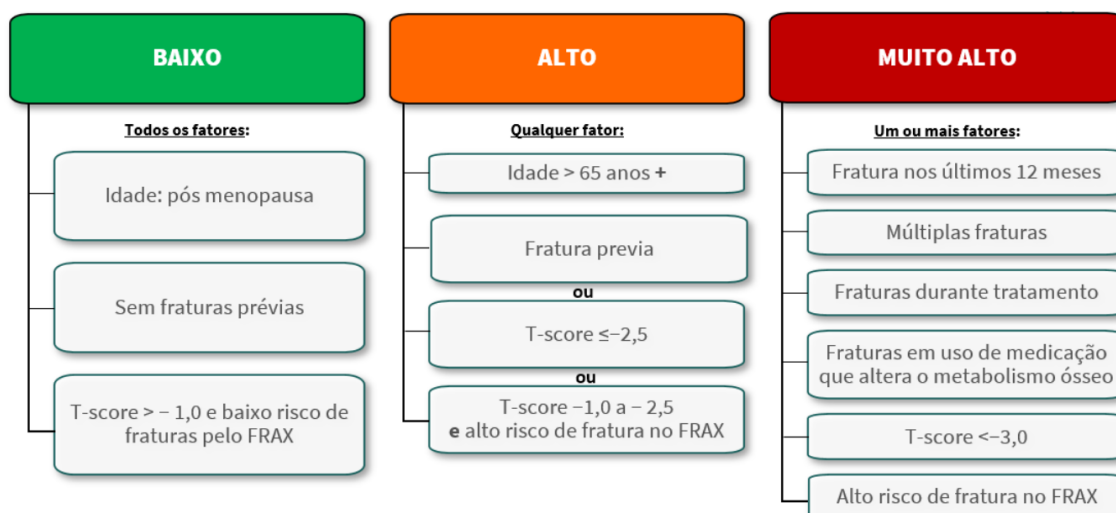 BAIXO
Todos os fatores:
Idade: pós menopausa
Sem fraturas prévias
T-score > − 1,0 e baixo risco de
fraturas pelo FRAX
ALTO
Qualquer fator:
Idade > 65 anos +
Fratura previa
ou
T-score ≤−2,5
ou
T-score −1,0 a − 2,5
e alto risco de fratura no FRAX
MUITO ALTO
Um ou mais fatores:
Fratura nos últimos 12 meses
Múltiplas fraturas
Fraturas durante tratamento
Fraturas em uso de medicação
que altera o metabolismo ósseo
T-score <−3,0
Alto risco de fratura no FRAX